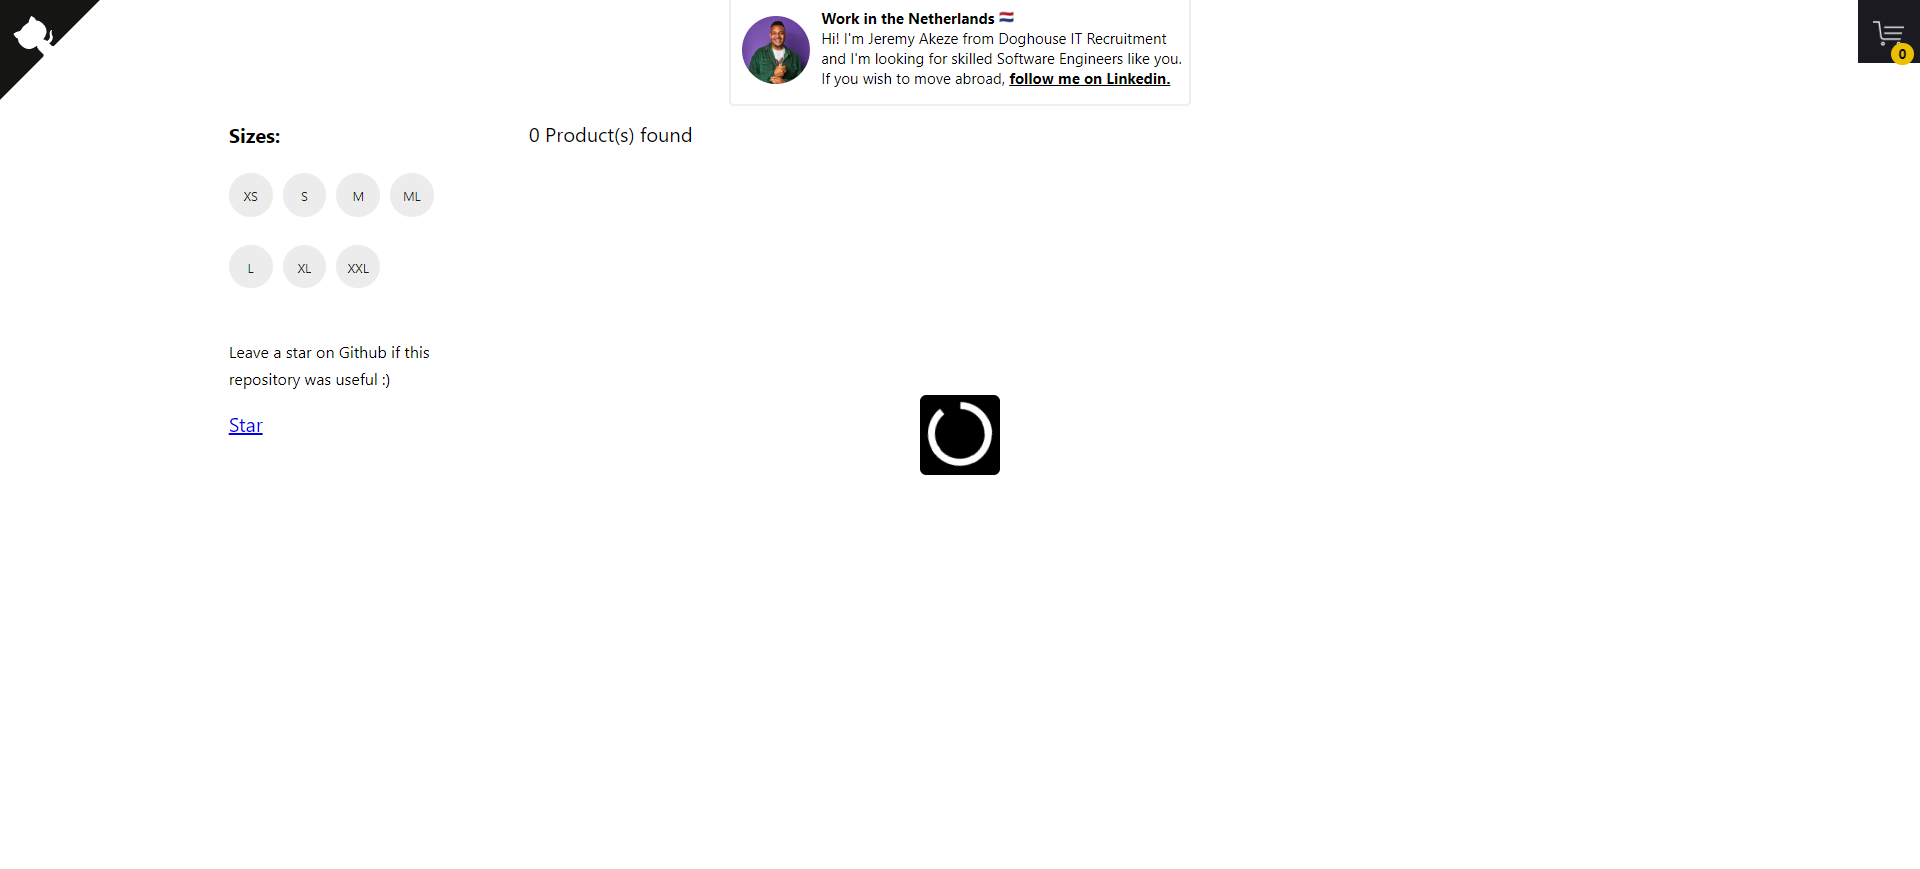 Work in the Netherlands
Hi! I'm Jeremy Akeze from Doghouse IT Recruitment
and I'm looking for skilled Software Engineers like you.
If you wish to move abroad, follow me on Linkedin.
0
Sizes:
0 Product(s) found
XS S M ML
L XL XXL
Leave a star on Github if this
repository was useful :)
Star